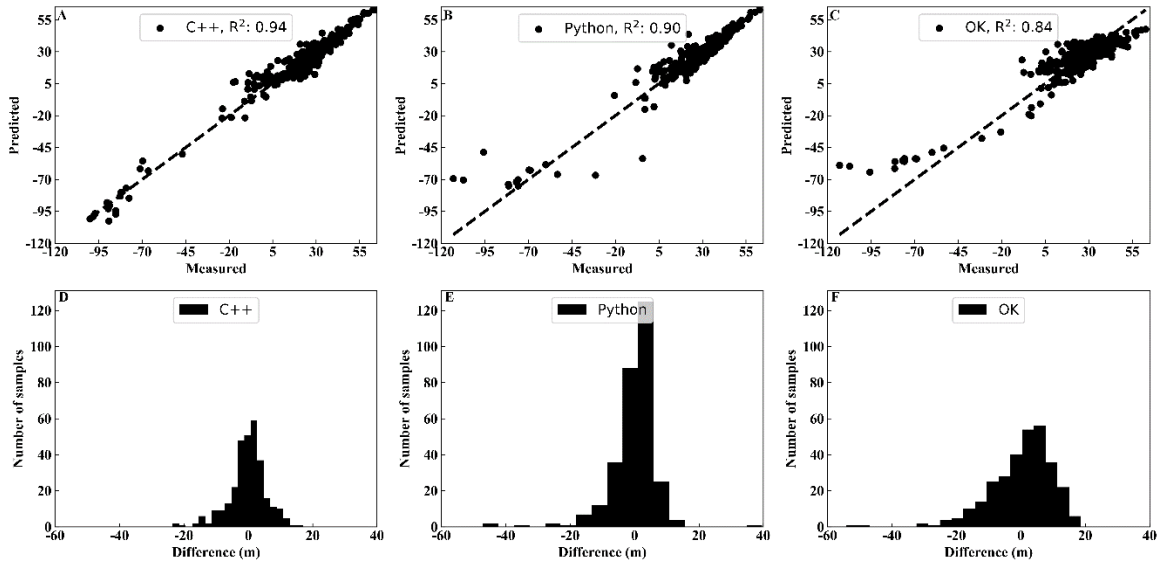 A
C++, R²: 0.94
55
30
5
-20
-45
-70
-95
-120
Predicted
-120 -95 -70 -45 -20 5 30 55
Measured
B
Python, R²: 0.90
55
30
5
-20
-45
-70
-95
-120
Predicted
-120 -95 -70 -45 -20 5 30 55
Measured
C
OK, R²: 0.84
55
30
5
-20
-45
-70
-95
-120
Predicted
-120 -95 -70 -45 -20 5 30 55
Measured
D
C++
120
100
80
60
40
20
0
Number of samples
-60 -40 -20 0 20 40
Difference (m)
E
Python
120
100
80
60
40
20
0
Number of samples
-60 -40 -20 0 20 40
Difference (m)
F
OK
120
100
80
60
40
20
0
Number of samples
-60 -40 -20 0 20 40
Difference (m)